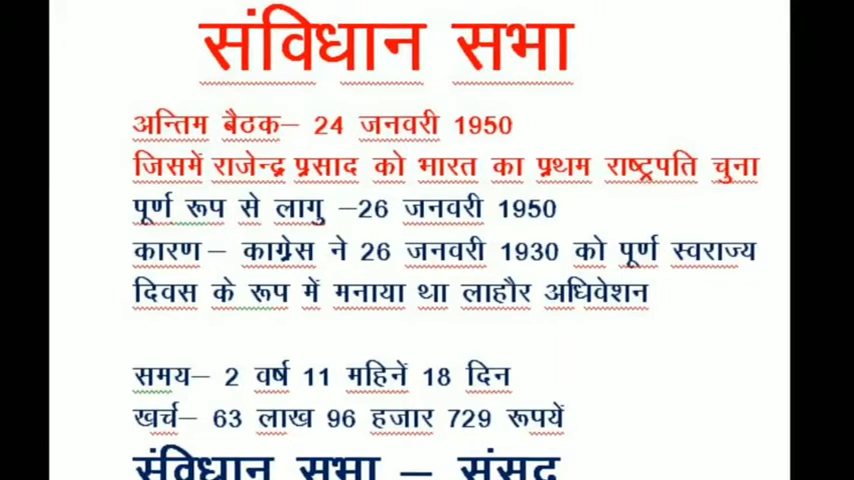 संविधान सभा
अन्तिम बैठक– 24 जनवरी 1950
जिसमें राजेन्द्र प्रसाद को भारत का प्रथम राष्ट्रपति चुना
पूर्ण रूप से लागु –26 जनवरी 1950
कारण– काग्रेस ने 26 जनवरी 1930 को पूर्ण स्वराज्य
दिवस के रूप में मनाया था लाहौर अधिवेशन
समय– 2 वर्ष 11 महिनें 18 दिन
खर्च– 63 लाख 96 हजार 729 रूपयें
संविधान सभा – संसद